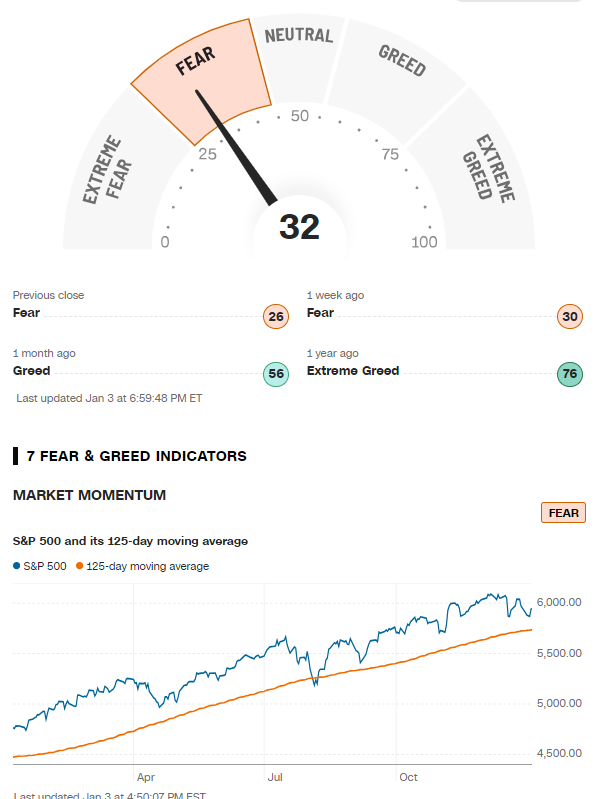 NEUTRAL
FEAR
GREED
EXTREME
FEAR
EXTREME
GREED
50
25
75
0
100
32
Previous close
Fear 26
1 week ago
Fear 30
1 month ago
Greed 56
1 year ago
Extreme Greed 76
Last updated Jan 3 at 6:59:48 PM ET
7 FEAR & GREED INDICATORS
MARKET MOMENTUM
FEAR
S&P 500 and its 125-day moving average
S&P 500 125-day moving average
6,000.00
5,500.00
5,000.00
4,500.00
Apr Jul Oct
Last updated Jan 3 at 4:50:07 PM EST